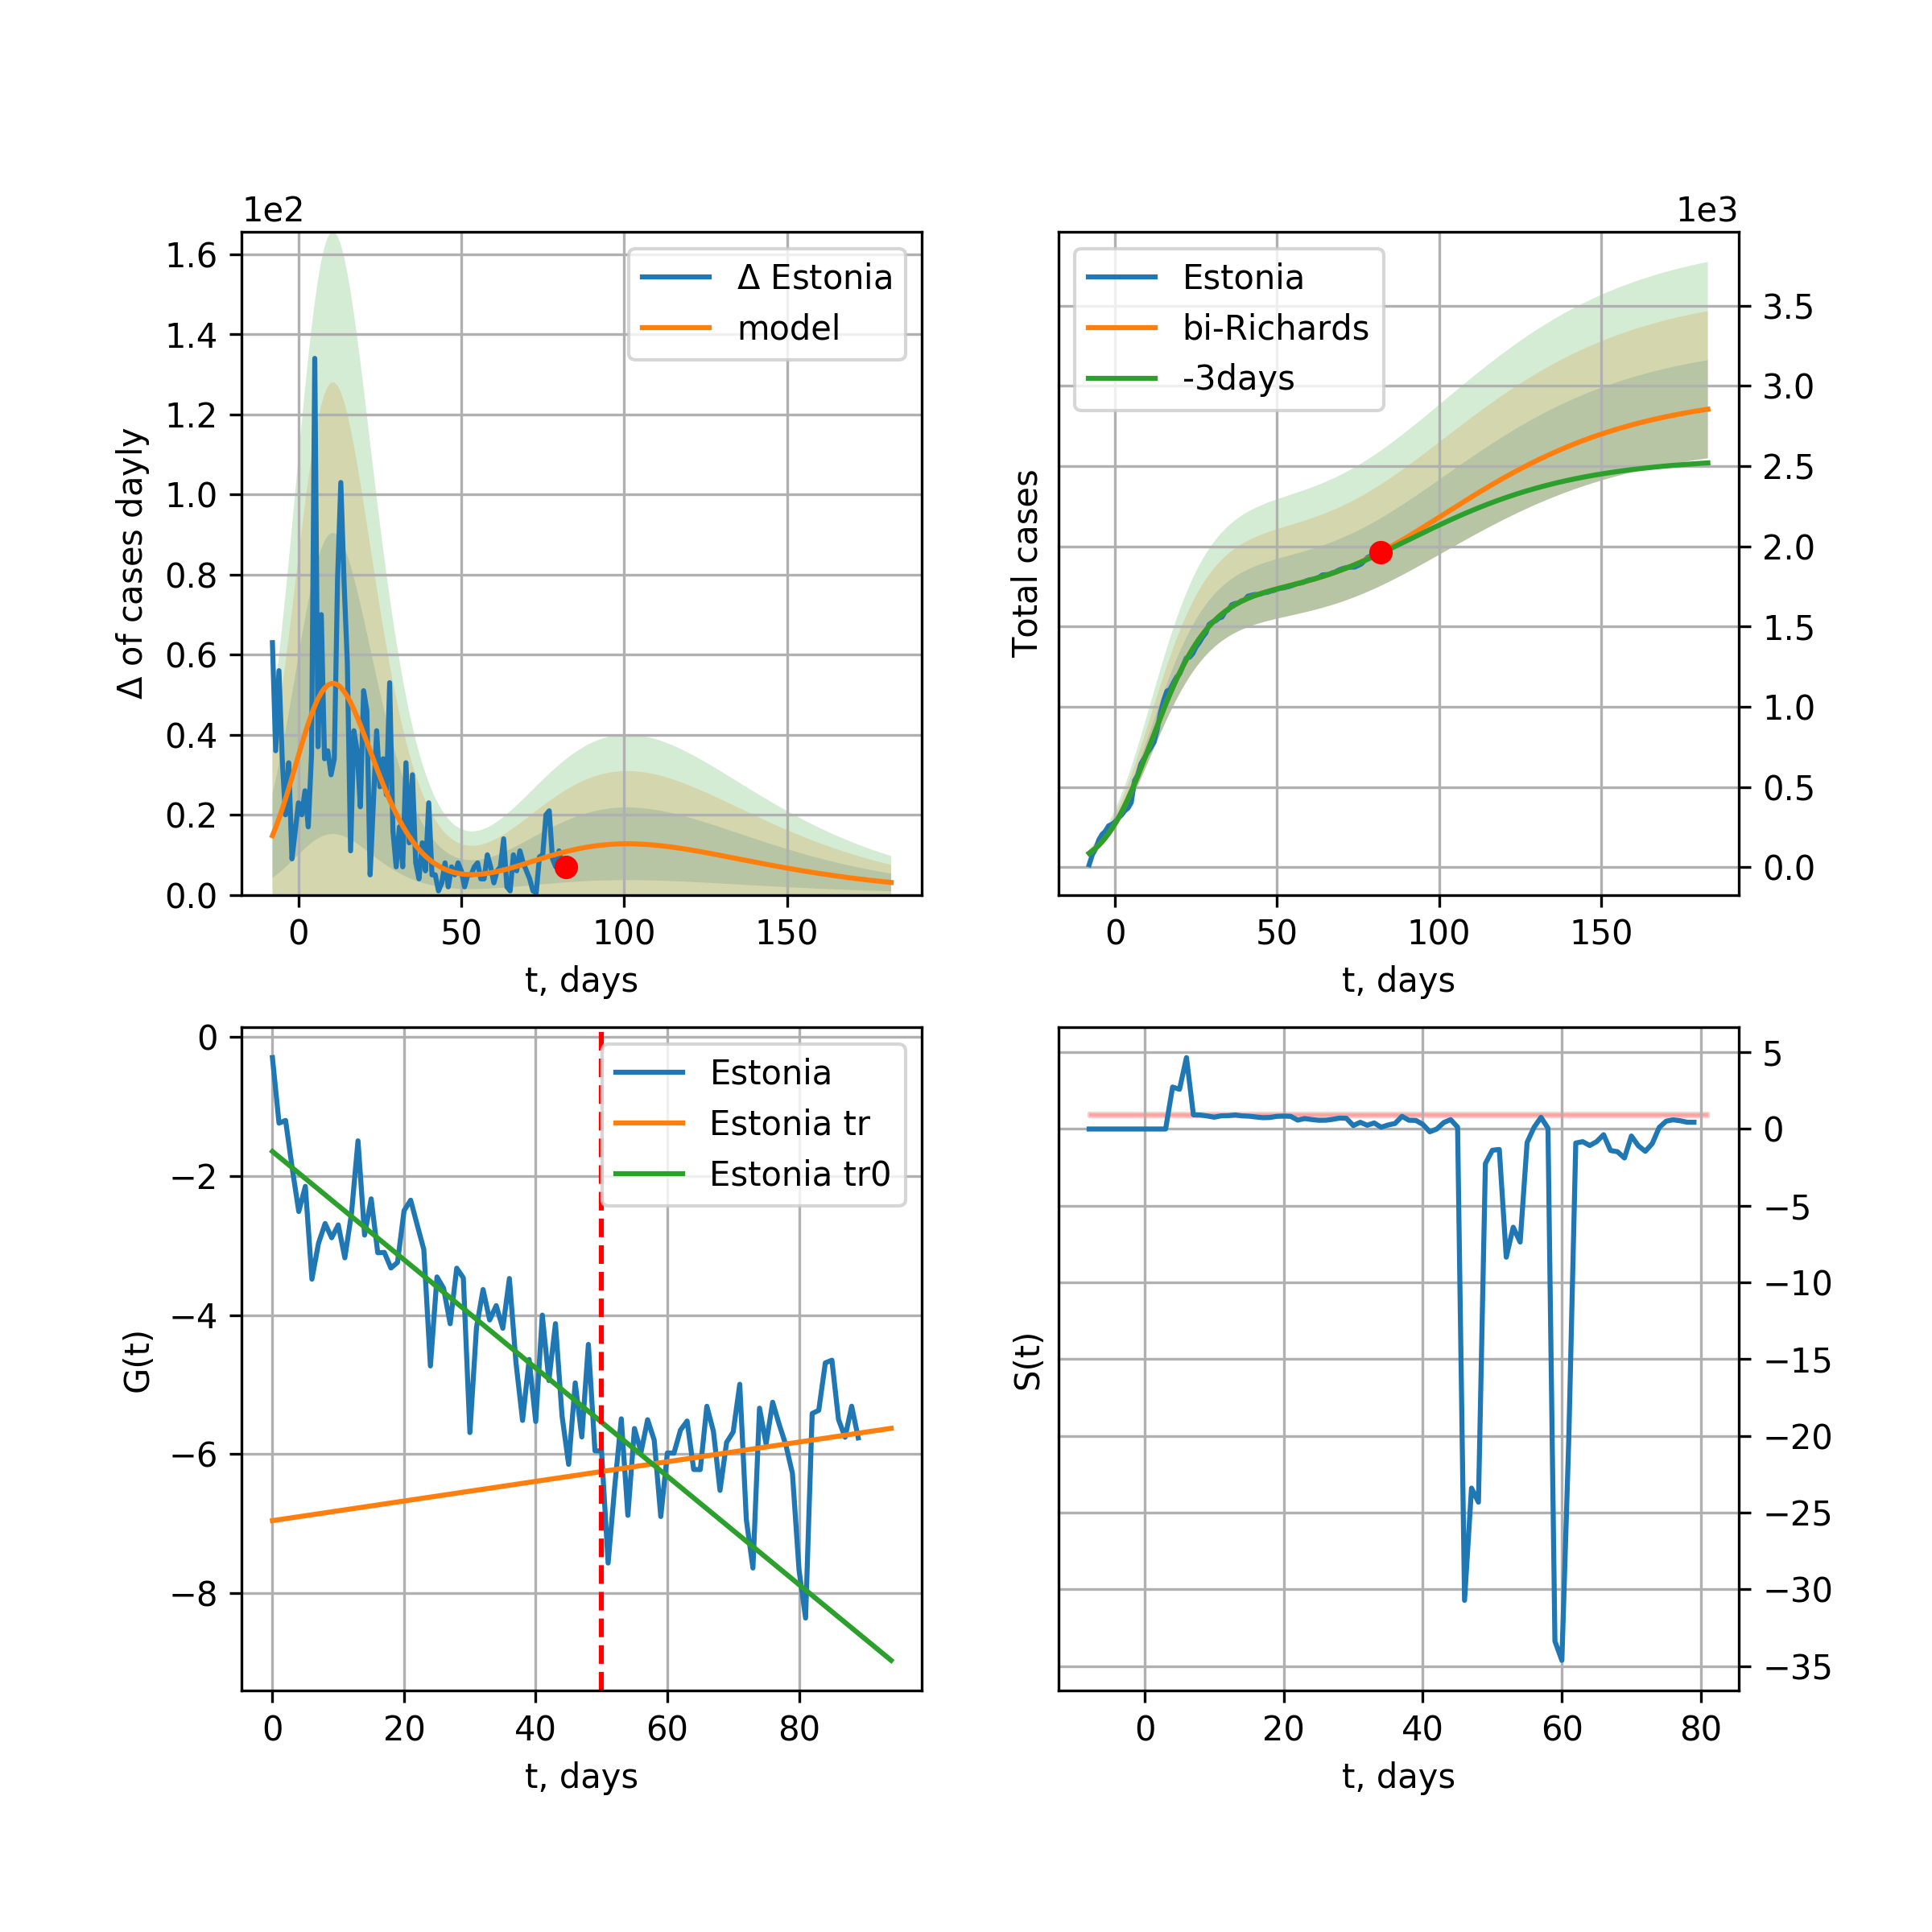 1e2
Δ of cases dayly
1.6
1.4
1.2
1.0
0.8
0.6
0.4
0.2
0.0
Δ Estonia
model
0 50 100 150
t, days
1e3
Total cases
Estonia
bi-Richards
-3days
3.5
3.0
2.5
2.0
1.5
1.0
0.5
0.0
0 50 100 150
t, days
G(t)
0
−2
−4
−6
−8
Estonia
Estonia tr
Estonia tr0
0 20 40 60 80
t, days
S(t)
5
0
−5
−10
−15
−20
−25
−30
−35
0 20 40 60 80
t, days